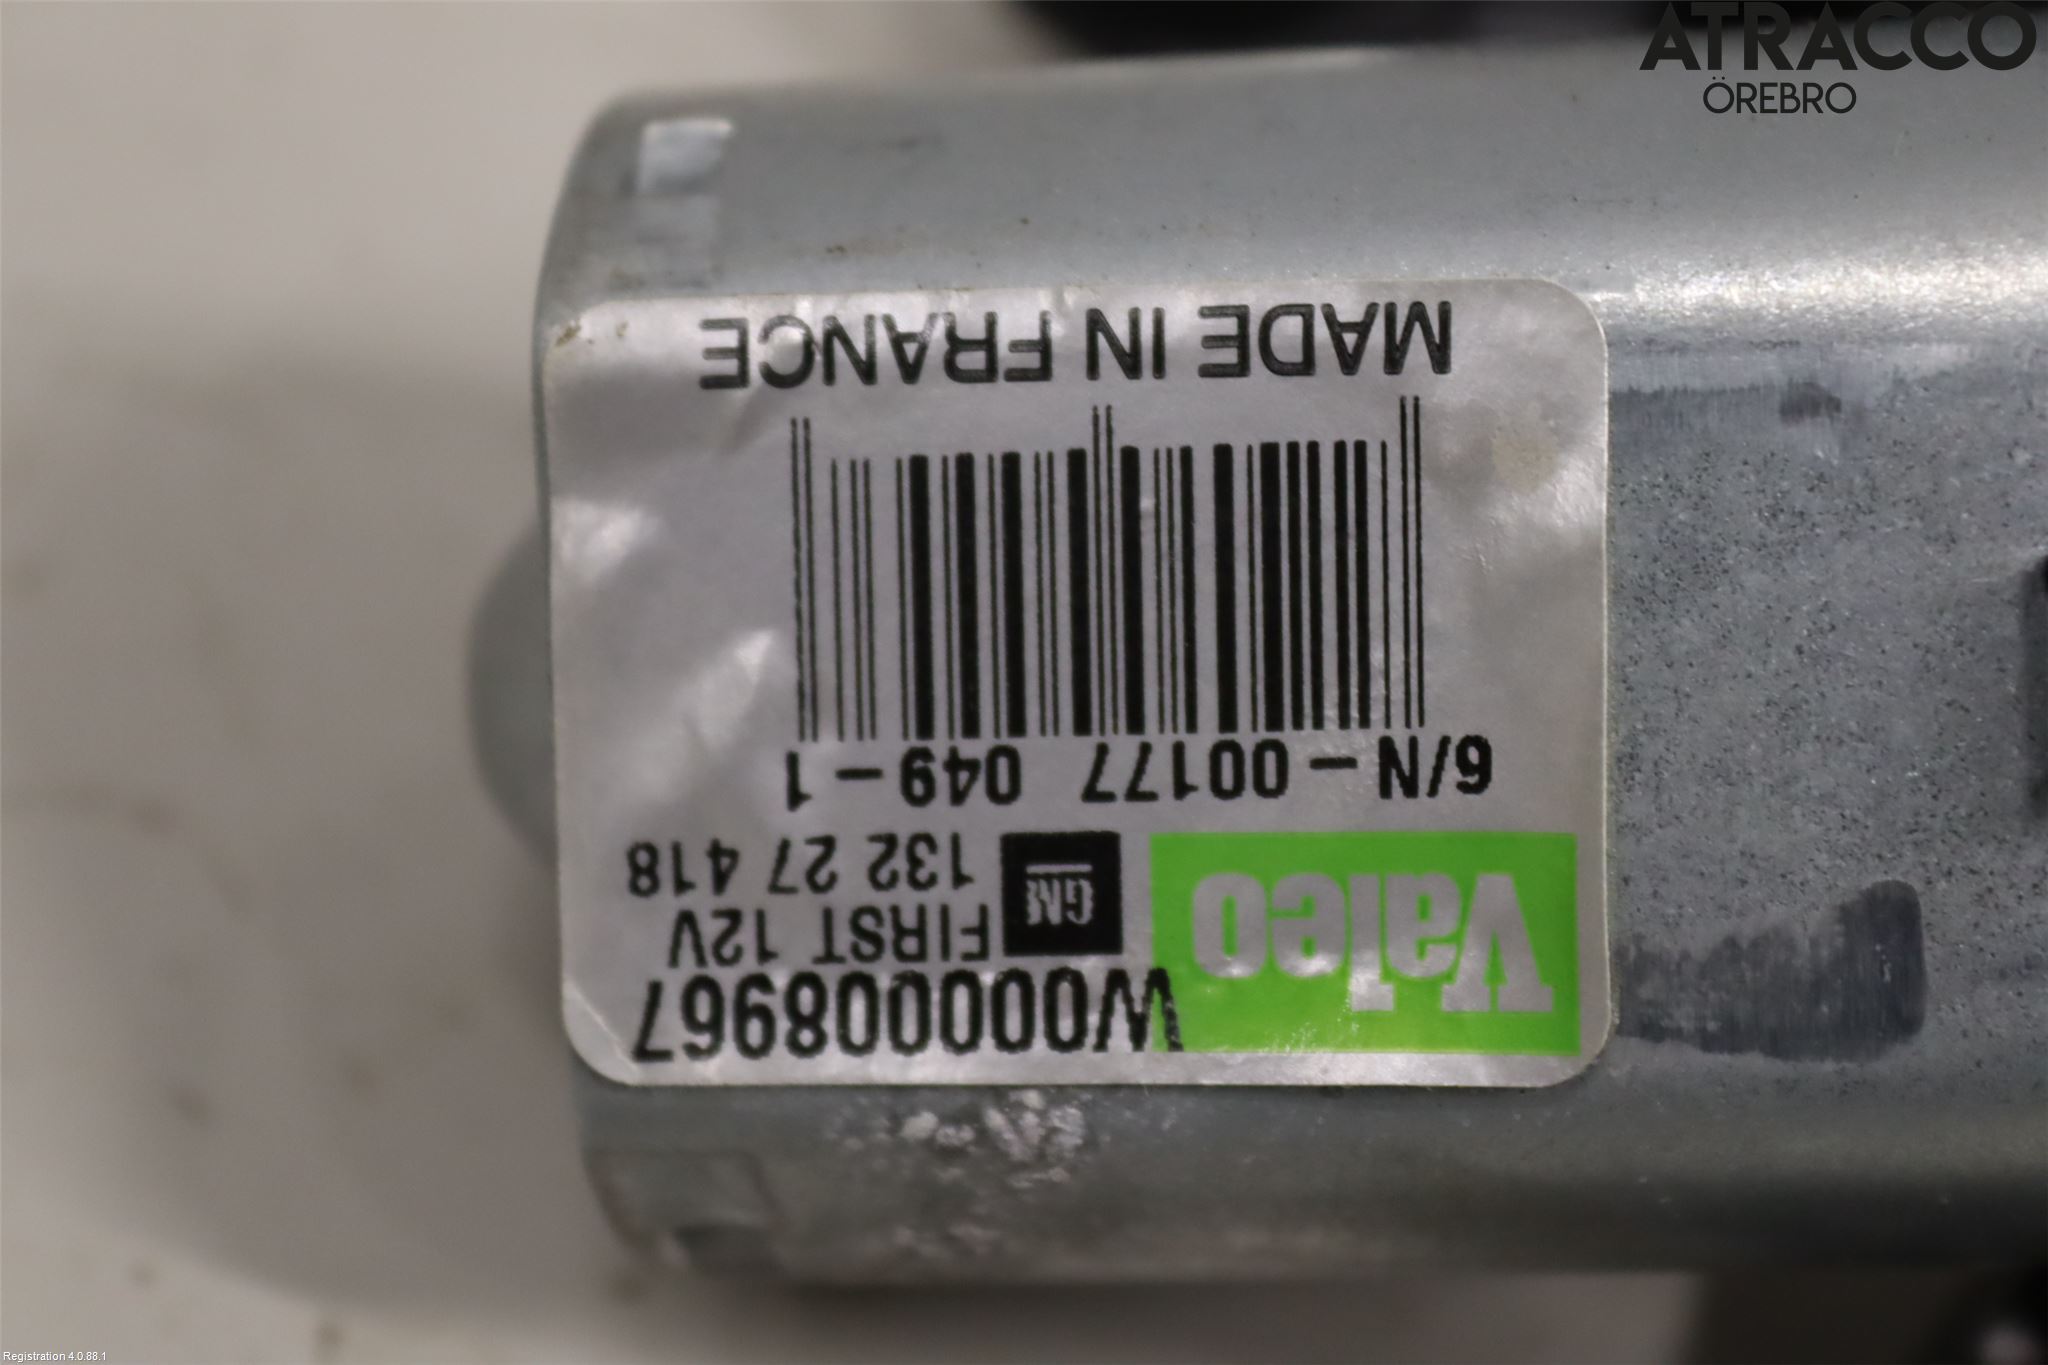 ATRACCO
ÖREBRO
W000008967
Valeo
FIRST 12V
GM
132 27 418
6/N-00177 049-1
MADE IN FRANCE
Registration 4.0.88.1